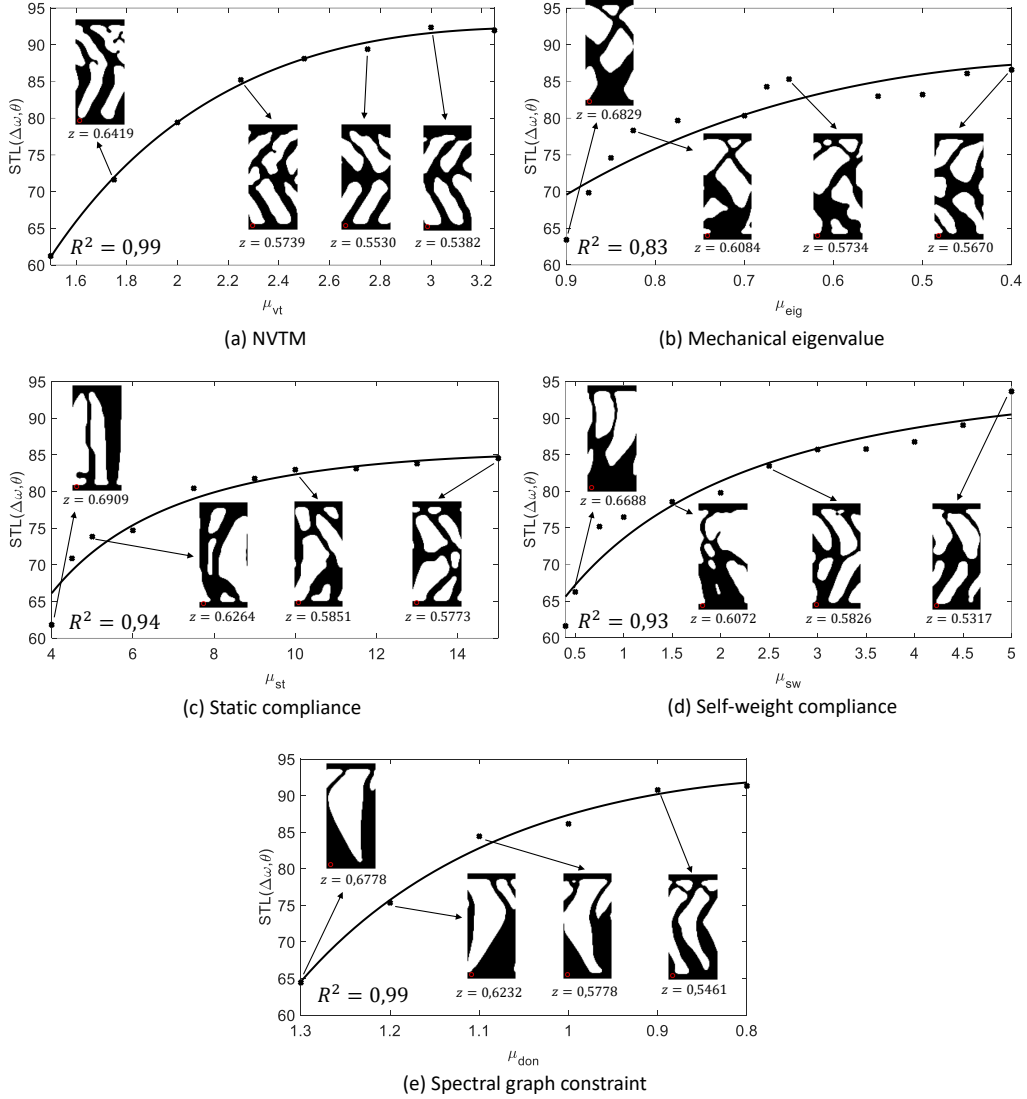 95
90
85
80
75
70
65
60
STL(Δω,θ)
z = 0.6419
z = 0.5739
z = 0.5530
z = 0.5382
R² = 0,99
1.6
1.8
2
2.2
2.4
2.6
2.8
3
3.2
μvt
(a) NVTM
95
90
85
80
75
70
65
60
STL(Δω,θ)
z = 0.6829
z = 0.6084
z = 0.5734
z = 0.5670
R² = 0,83
0.9
0.8
0.7
0.6
0.5
0.4
μeig
(b) Mechanical eigenvalue
95
90
85
80
75
70
65
60
STL(Δω,θ)
z = 0.6909
z = 0.6264
z = 0.5851
z = 0.5773
R² = 0,94
4
6
8
10
12
14
μst
(c) Static compliance
95
90
85
80
75
70
65
60
STL(Δω,θ)
z = 0.6688
z = 0.6072
z = 0.5826
z = 0.5317
R² = 0,93
0.5
1
1.5
2
2.5
3
3.5
4
4.5
5
μsw
(d) Self-weight compliance
95
90
85
80
75
70
65
60
STL(Δω,θ)
z = 0,6778
z = 0,6232
z = 0,5778
z = 0,5461
R² = 0,99
1.3
1.2
1.1
1
0.9
0.8
μdon
(e) Spectral graph constraint